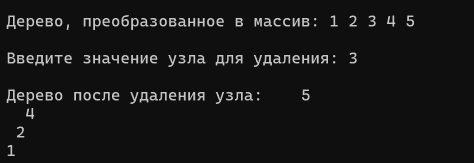 Дерево, преобразованное в массив: 1 2 3 4 5
Введите значение узла для удаления: 3
Дерево после удаления узла:    5
  4
 2
1